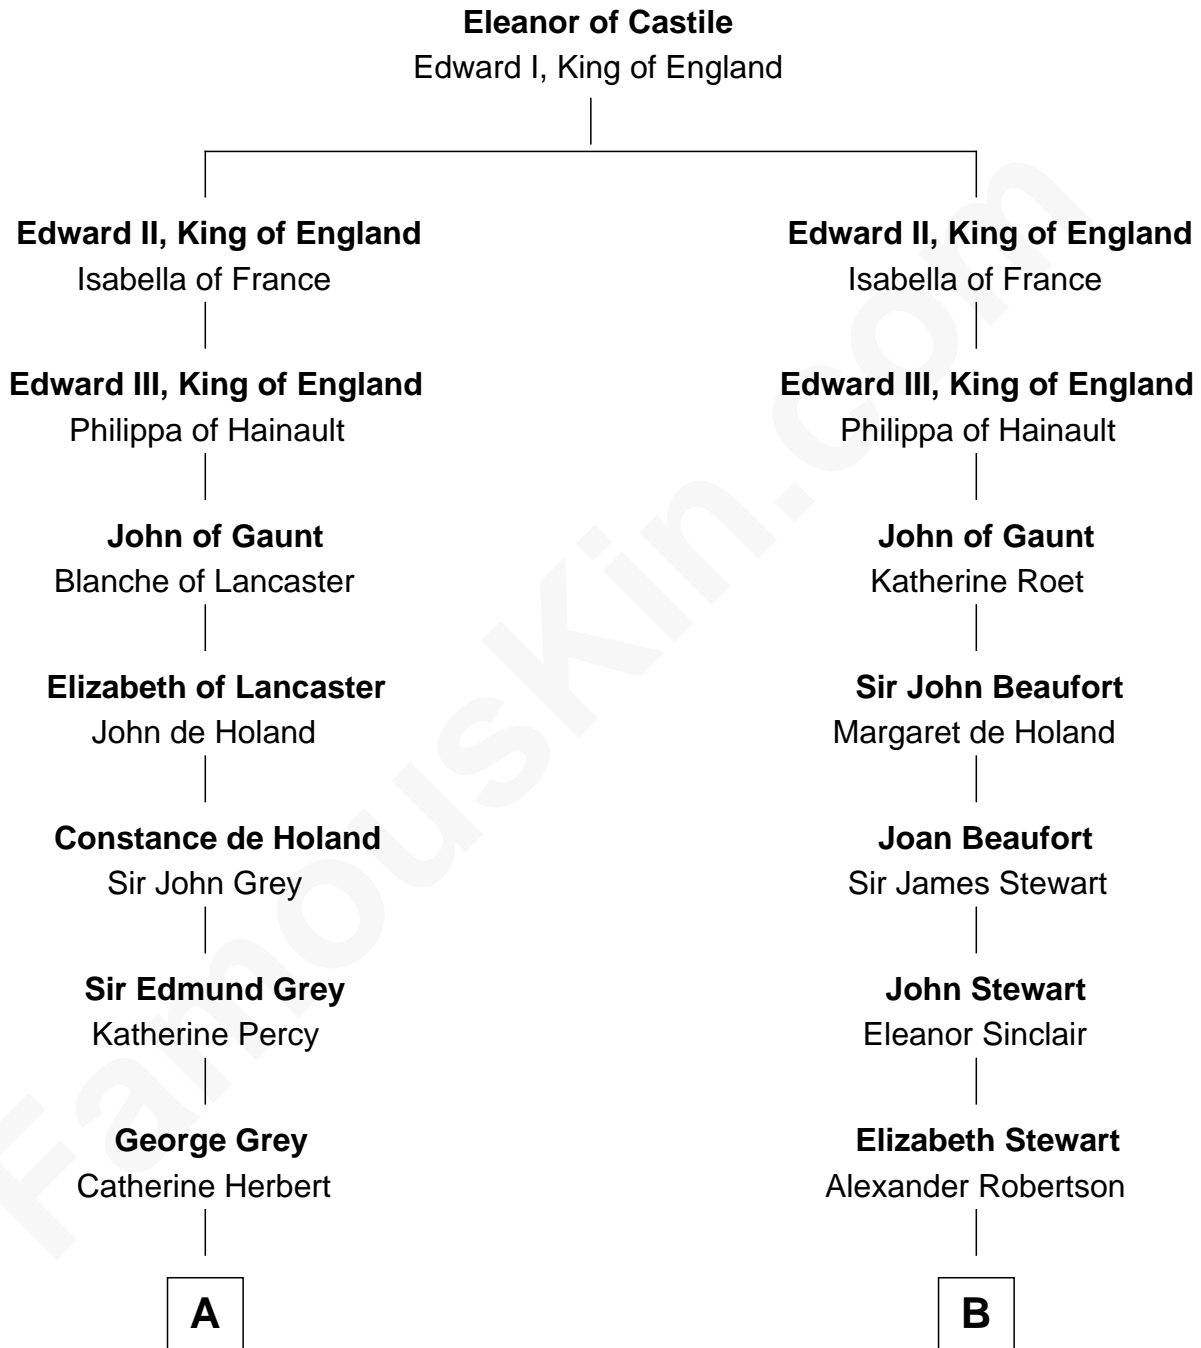 Eleanor of Castile
Edward I, King of England
Edward II, King of England
Isabella of France
Edward III, King of England
Philippa of Hainault
John of Gaunt
Blanche of Lancaster
Elizabeth of Lancaster
John de Holand
Constance de Holand
Sir John Grey
Sir Edmund Grey
Katherine Percy
George Grey
Catherine Herbert
A
Edward II, King of England
Isabella of France
Edward III, King of England
Philippa of Hainault
John of Gaunt
Katherine Roet
Sir John Beaufort
Margaret de Holand
Joan Beaufort
Sir James Stewart
John Stewart
Eleanor Sinclair
Elizabeth Stewart
Alexander Robertson
B
FamousKin.com